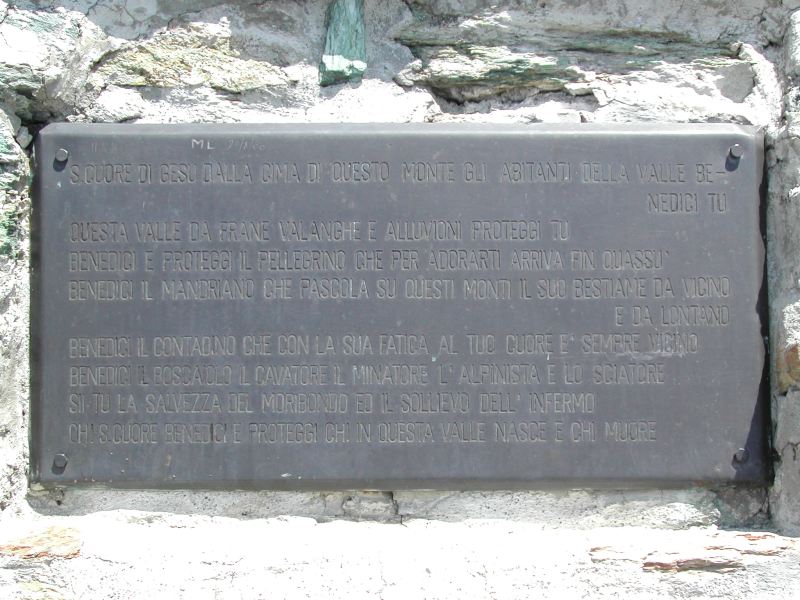 ML
S.CUORE DI GESU DALLA CIMA DI QUESTO MONTE GLI ABITANTI DELLA VALLE BE-
NEDICI TU
QUESTA VALLE DA FRANE VALANGHE E ALLUVIONI PROTEGGI TU
BENEDICI E PROTEGGI IL PELLEGRINO CHE PER ADORARTI ARRIVA FIN QUASSU'
BENEDICI IL MANDRIANO CHE PASCOLA SU QUESTI MONTI IL SUO BESTIAME DA VICINO
E DA LONTANO
BENEDICI IL CONTADINO CHE CON LA SUA FATICA AL TUO CUORE E' SEMPRE VICINO
BENEDICI IL BOSCAIOLO IL CAVATORE IL MINATORE L' ALPINISTA E LO SCIATORE
SII TU LA SALVEZZA DEL MORIBONDO ED IL SOLLIEVO DELL' INFERMO
OH! S.CUORE BENEDICI E PROTEGGI CHI IN QUESTA VALLE NASCE E CHI MUORE